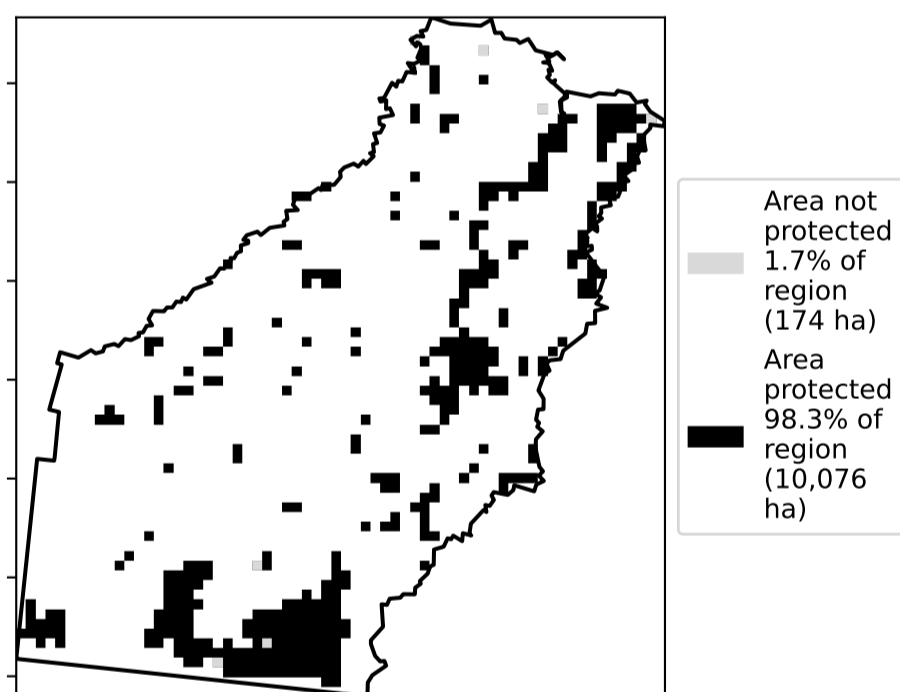 Area not
protected
1.7% of
region
(174 ha)
Area
protected
98.3% of
region
(10,076
ha)